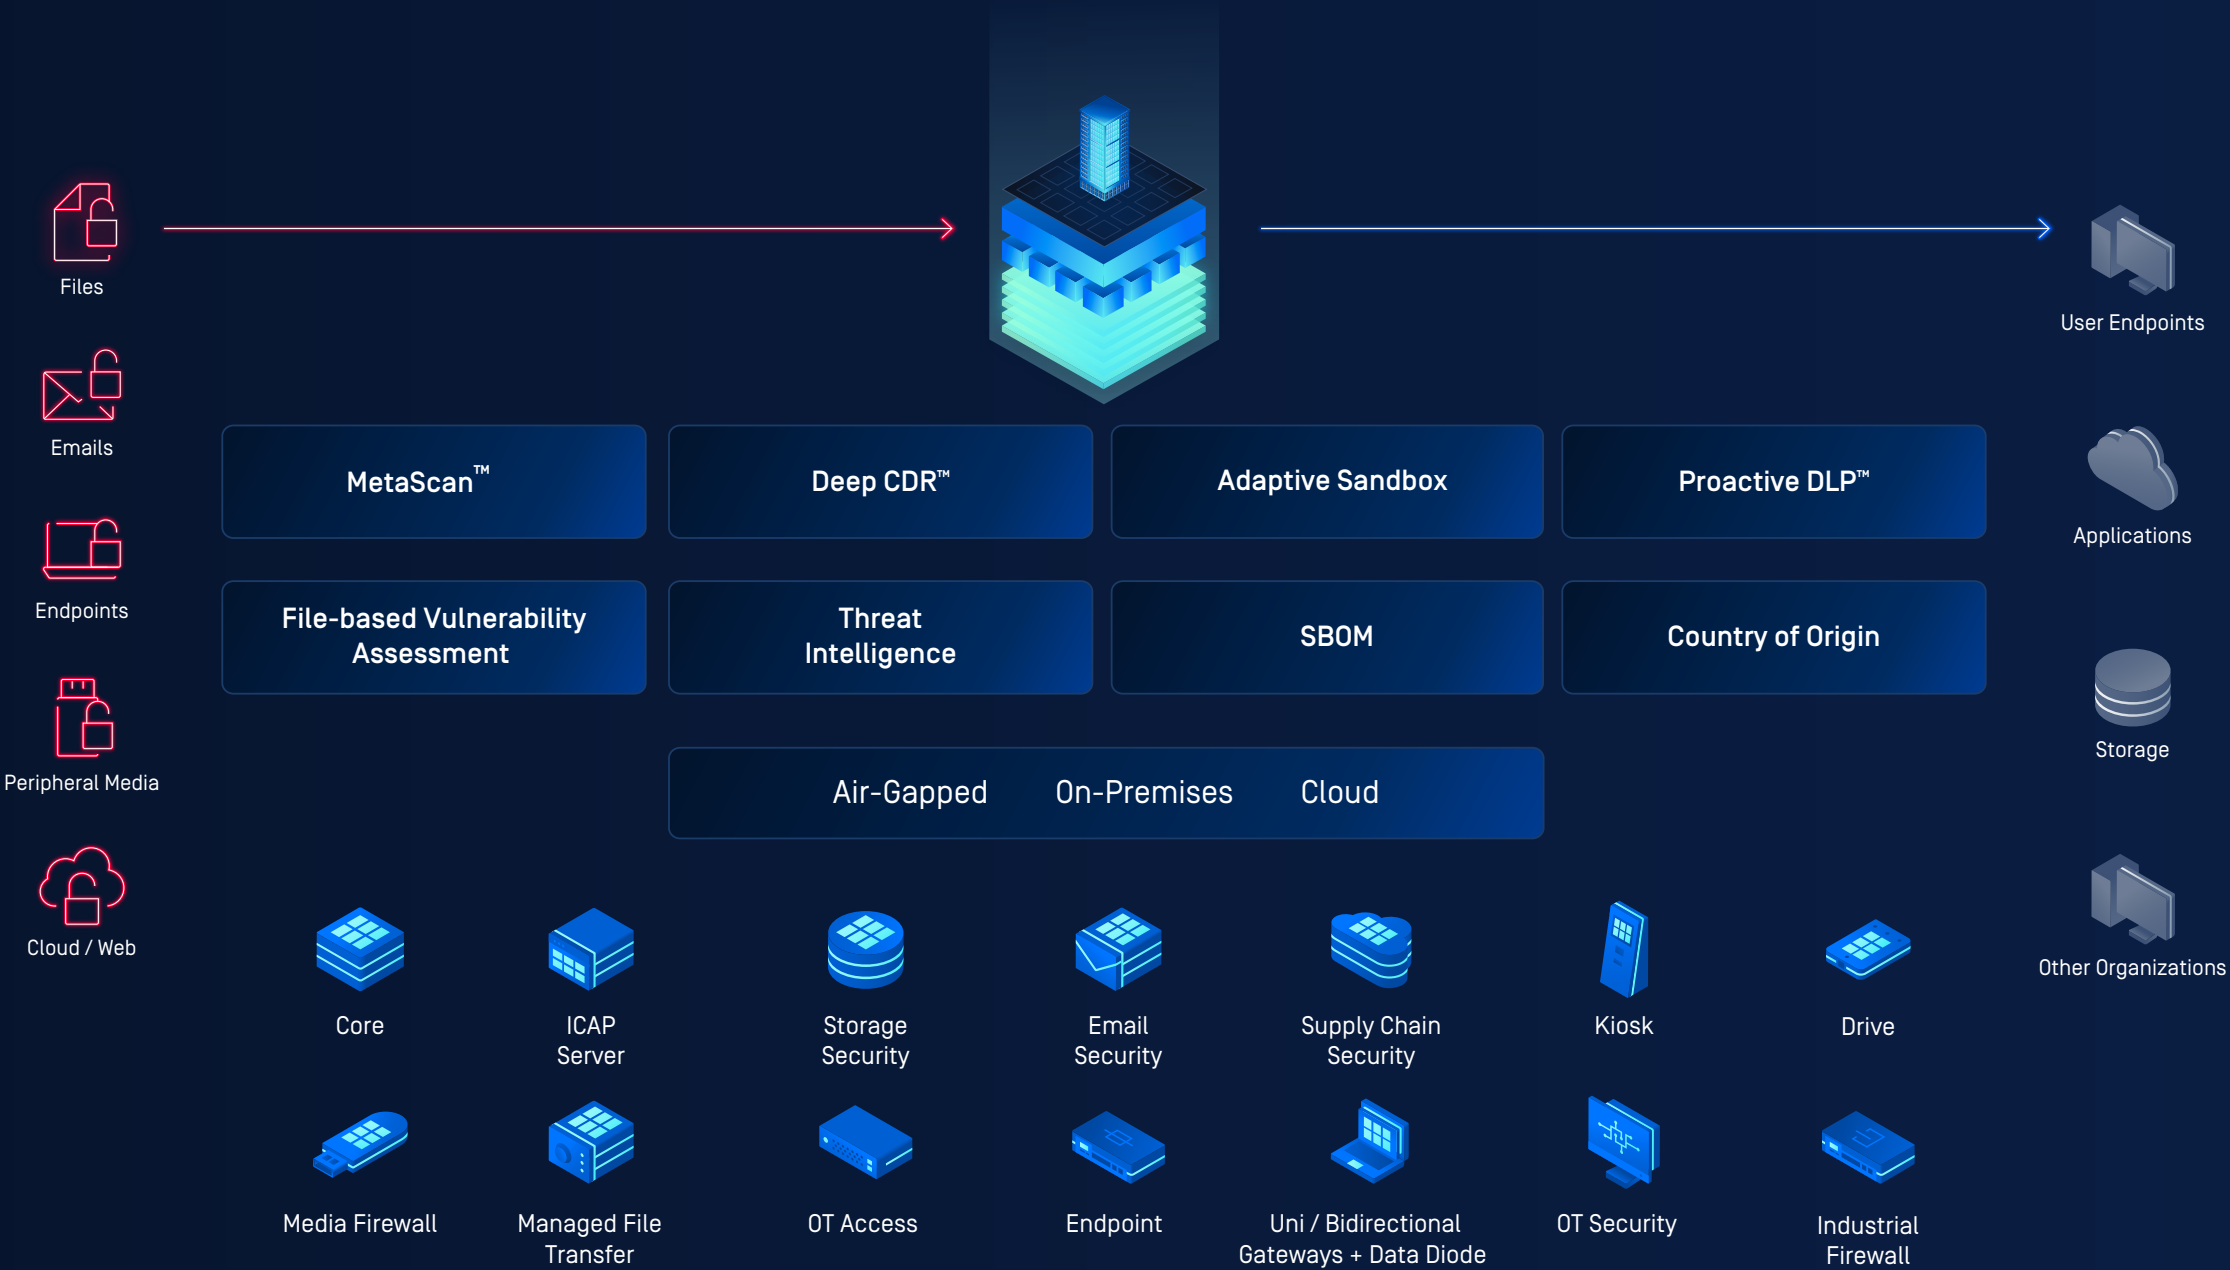 Files
Emails
Endpoints
Peripheral Media
Cloud / Web
MetaScan™
Deep CDR™
Adaptive Sandbox
Proactive DLP™
File-based Vulnerability
Assessment
Threat
Intelligence
SBOM
Country of Origin
Air-Gapped On-Premises Cloud
Core
ICAP
Server
Storage
Security
Email
Security
Supply Chain
Security
Kiosk
Drive
Media Firewall
Managed File
Transfer
OT Access
Endpoint
Uni / Bidirectional
Gateways + Data Diode
OT Security
Industrial
Firewall
User Endpoints
Applications
Storage
Other Organizations